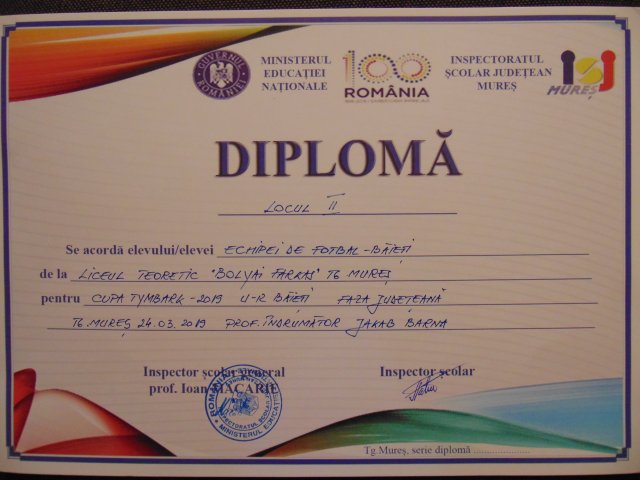 GUVERNUL ROMÂNIEI
MINISTERUL
EDUCAȚIEI
NAȚIONALE
100
ROMÂNIA
INSPECTORATUL
ȘCOLAR JUDEȚEAN
MUREȘ
ISJ
MUREȘ
DIPLOMĂ
LOCUL II
Se acordă elevului/elevei ECHIPEI DE FOTBAL-BĂIEȚI
de la LICEUL TEORETIC "BOLYAI FARKAS" TG MUREȘ
pentru CUPA TYMBARK-2019 U-R BĂIEȚI FAZA JUDEȚEANĂ
TG. MUREȘ 24.03.2019 PROF. ÎNDRUMĂTOR JAKAB BARNA
Inspector școlar general
prof. Ioan MACARIE
Inspector școlar
MINISTERUL EDUCAȚIEI
Tg Mureș, serie diplomă ....................